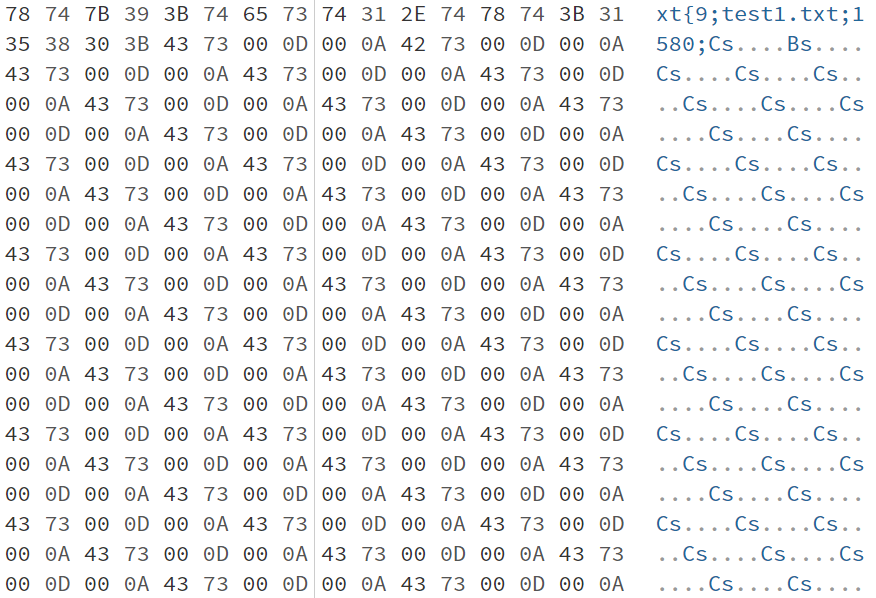 78 74 7B 39 3B 74 65 73 74 31 2E 74 78 74 3B 31 xt{9;test1.txt;1
35 38 30 3B 43 73 00 0D 00 0A 42 73 00 0D 00 0A 580;Cs....Bs....
43 73 00 0D 00 0A 43 73 00 0D 00 0A 43 73 00 0D Cs....Cs....Cs..
00 0A 43 73 00 0D 00 0A 43 73 00 0D 00 0A 43 73 ..Cs....Cs....Cs
00 0D 00 0A 43 73 00 0D 00 0A 43 73 00 0D 00 0A ....Cs....Cs....
43 73 00 0D 00 0A 43 73 00 0D 00 0A 43 73 00 0D Cs....Cs....Cs..
00 0A 43 73 00 0D 00 0A 43 73 00 0D 00 0A 43 73 ..Cs....Cs....Cs
00 0D 00 0A 43 73 00 0D 00 0A 43 73 00 0D 00 0A ....Cs....Cs....
43 73 00 0D 00 0A 43 73 00 0D 00 0A 43 73 00 0D Cs....Cs....Cs..
00 0A 43 73 00 0D 00 0A 43 73 00 0D 00 0A 43 73 ..Cs....Cs....Cs
00 0D 00 0A 43 73 00 0D 00 0A 43 73 00 0D 00 0A ....Cs....Cs....
43 73 00 0D 00 0A 43 73 00 0D 00 0A 43 73 00 0D Cs....Cs....Cs..
00 0A 43 73 00 0D 00 0A 43 73 00 0D 00 0A 43 73 ..Cs....Cs....Cs
00 0D 00 0A 43 73 00 0D 00 0A 43 73 00 0D 00 0A ....Cs....Cs....
43 73 00 0D 00 0A 43 73 00 0D 00 0A 43 73 00 0D Cs....Cs....Cs..
00 0A 43 73 00 0D 00 0A 43 73 00 0D 00 0A 43 73 ..Cs....Cs....Cs
00 0D 00 0A 43 73 00 0D 00 0A 43 73 00 0D 00 0A ....Cs....Cs....
43 73 00 0D 00 0A 43 73 00 0D 00 0A 43 73 00 0D Cs....Cs....Cs..
00 0A 43 73 00 0D 00 0A 43 73 00 0D 00 0A 43 73 ..Cs....Cs....Cs
00 0D 00 0A 43 73 00 0D 00 0A 43 73 00 0D 00 0A ....Cs....Cs....